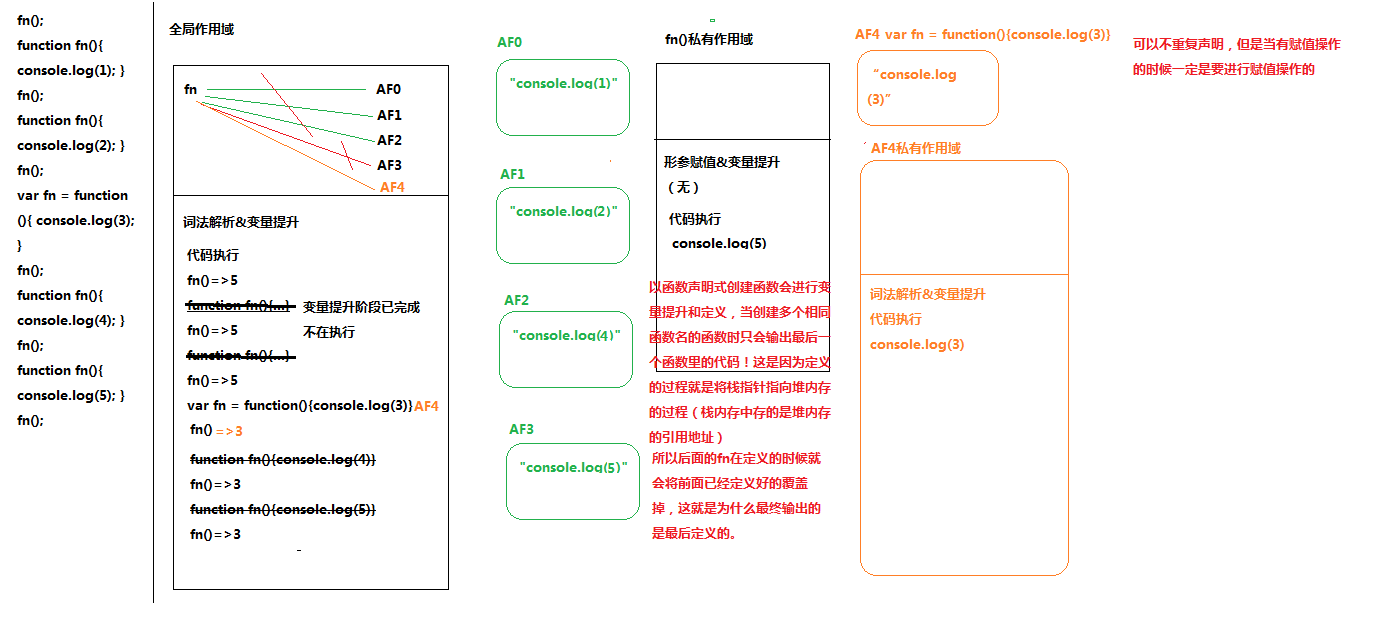 fn();
function fn(){
console.log(1); }
fn();
function fn(){
console.log(2); }
fn();
var fn = function
(){ console.log(3);
}
fn();
function fn(){
console.log(4); }
fn();
function fn(){
console.log(5); }
fn();
全局作用域
fn
AF0
AF1
AF2
AF3
AF4
词法解析&变量提升
代码执行
fn()=>5
function fn(){...} 变量提升阶段已完成
fn()=>5 不在执行
function fn(){...}
fn()=>5
var fn = function(){console.log(3)}AF4
fn() =>3
function fn(){console.log(4)}
fn()=>3
function fn(){console.log(5)}
fn()=>3
AF0
"console.log(1)"
AF1
"console.log(2)"
AF2
"console.log(4)"
AF3
"console.log(5)"
fn()私有作用域
形参赋值&变量提升
（无）
代码执行
console.log(5)
以函数声明式创建函数会进行变
量提升和定义，当创建多个相同
函数名的函数时只会输出最后一
个函数里的代码！这是因为定义
的过程就是将栈指针指向堆内存
的过程（栈内存中存的是堆内存
的引用地址）
所以后面的fn在定义的时候就
会将前面已经定义好的覆盖
掉，这就是为什么最终输出的
是最后定义的。
AF4 var fn = function(){console.log(3)}
“console.log
(3)”
AF4私有作用域
词法解析&变量提升
代码执行
console.log(3)
可以不重复声明，但是当有赋值操作
的时候一定是要进行赋值操作的